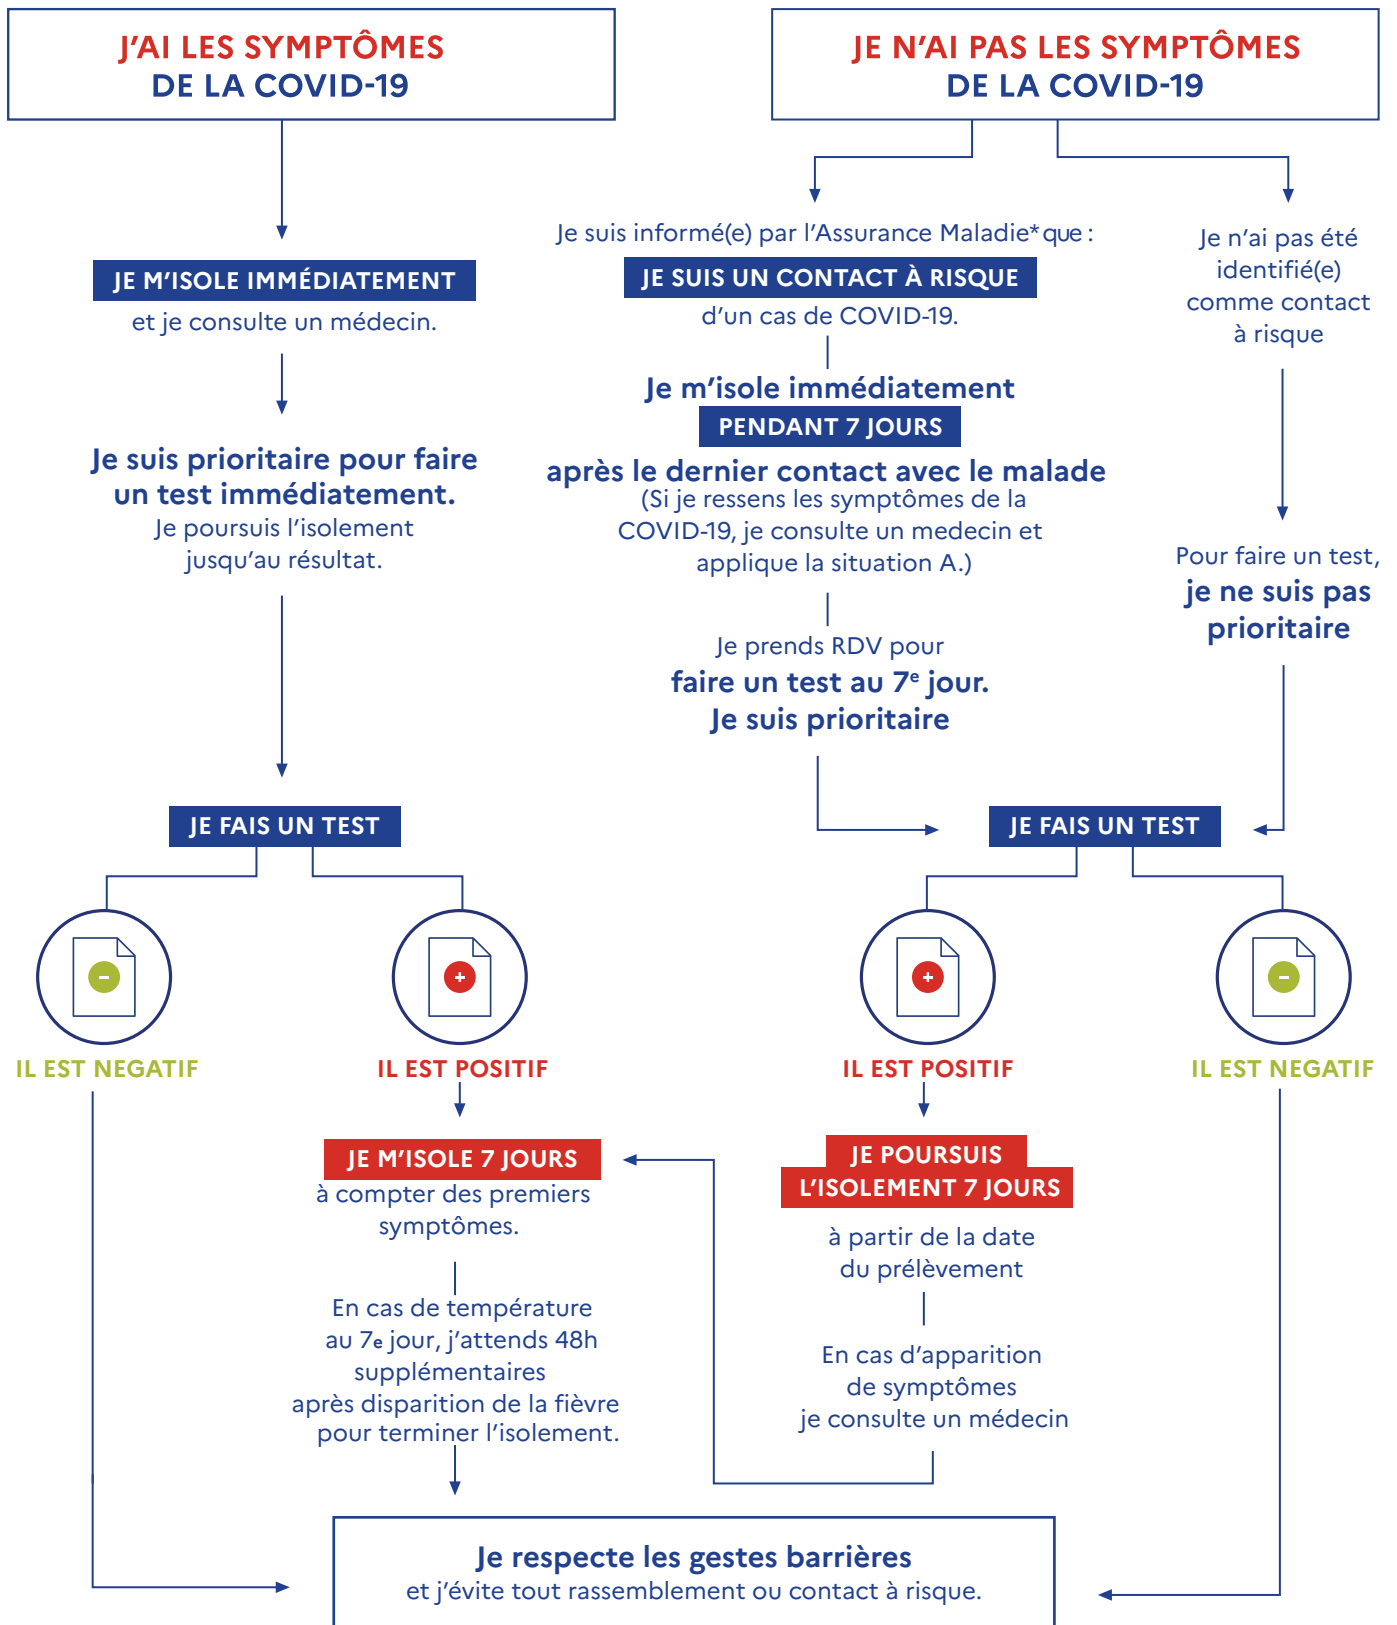 J'AI LES SYMPTÔMES
DE LA COVID-19
JE M'ISOLE IMMÉDIATEMENT
et je consulte un médecin.
Je suis prioritaire pour faire
un test immédiatement.
Je poursuis l'isolement
jusqu'au résultat.
JE FAIS UN TEST
-
IL EST NEGATIF
+
IL EST POSITIF
JE M'ISOLE 7 JOURS
à compter des premiers
symptômes.
En cas de température
au 7e jour, j'attends 48h
supplémentaires
après disparition de la fièvre
pour terminer l'isolement.
JE N'AI PAS LES SYMPTÔMES
DE LA COVID-19
Je suis informé(e) par l'Assurance Maladie* que :
JE SUIS UN CONTACT À RISQUE
d'un cas de COVID-19.
Je m'isole immédiatement
PENDANT 7 JOURS
après le dernier contact avec le malade
(Si je ressens les symptômes de la
COVID-19, je consulte un medecin et
applique la situation A.)
Je prends RDV pour
faire un test au 7e jour.
Je suis prioritaire
Je n'ai pas été
identifié(e)
comme contact
à risque
Pour faire un test,
je ne suis pas
prioritaire
JE FAIS UN TEST
+
IL EST POSITIF
-
IL EST NEGATIF
JE POURSUIS
L'ISOLEMENT 7 JOURS
à partir de la date
du prélèvement
En cas d'apparition
de symptômes
je consulte un médecin
Je respecte les gestes barrières
et j'évite tout rassemblement ou contact à risque.